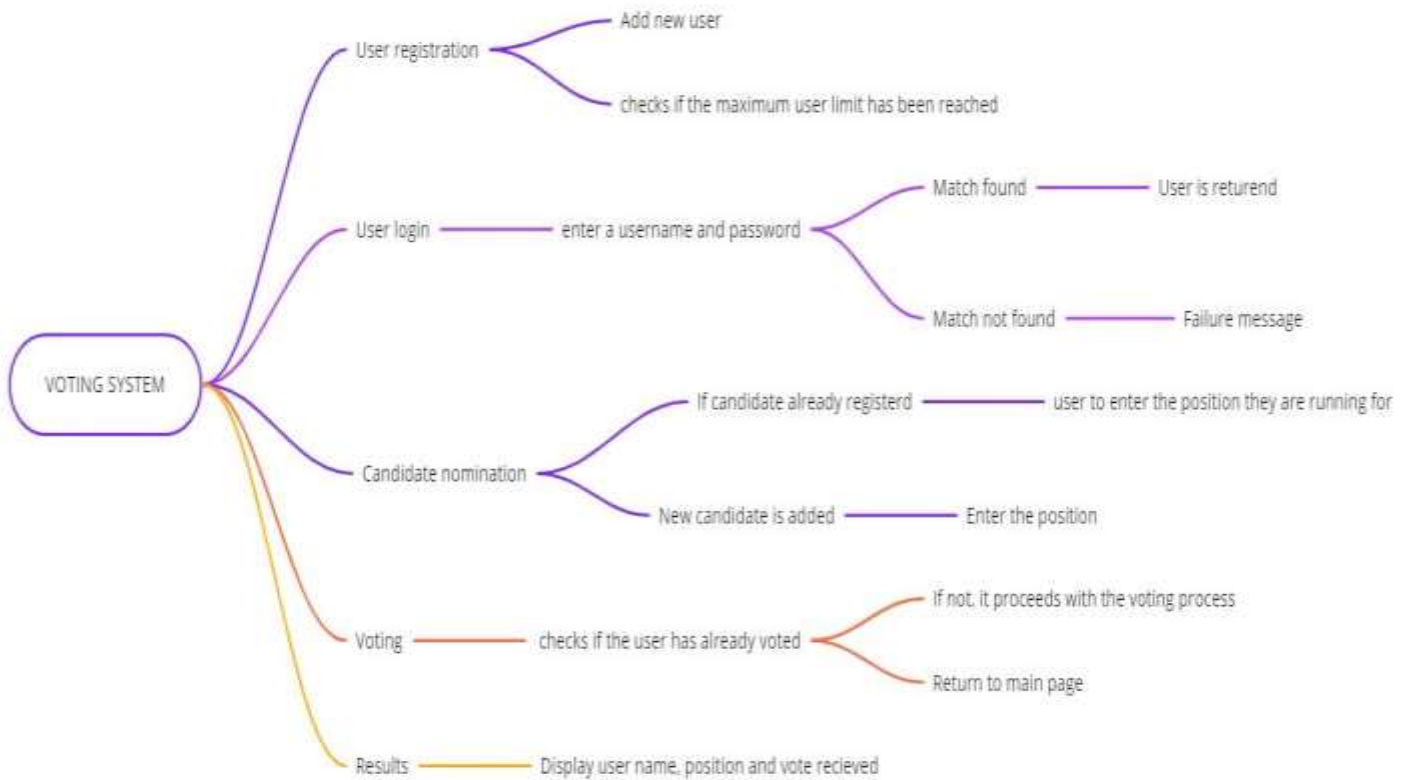 Add new user
User registration
checks if the maximum user limit has been reached
Match found
User is returend
User login
enter a username and password
Match not found
Failure message
VOTING SYSTEM
If candidate already registerd
user to enter the position they are running for
Candidate nomination
New candidate is added
Enter the position
If not, it proceeds with the voting process
Voting
checks if the user has already voted
Return to main page
Results
Display user name, position and vote recieved